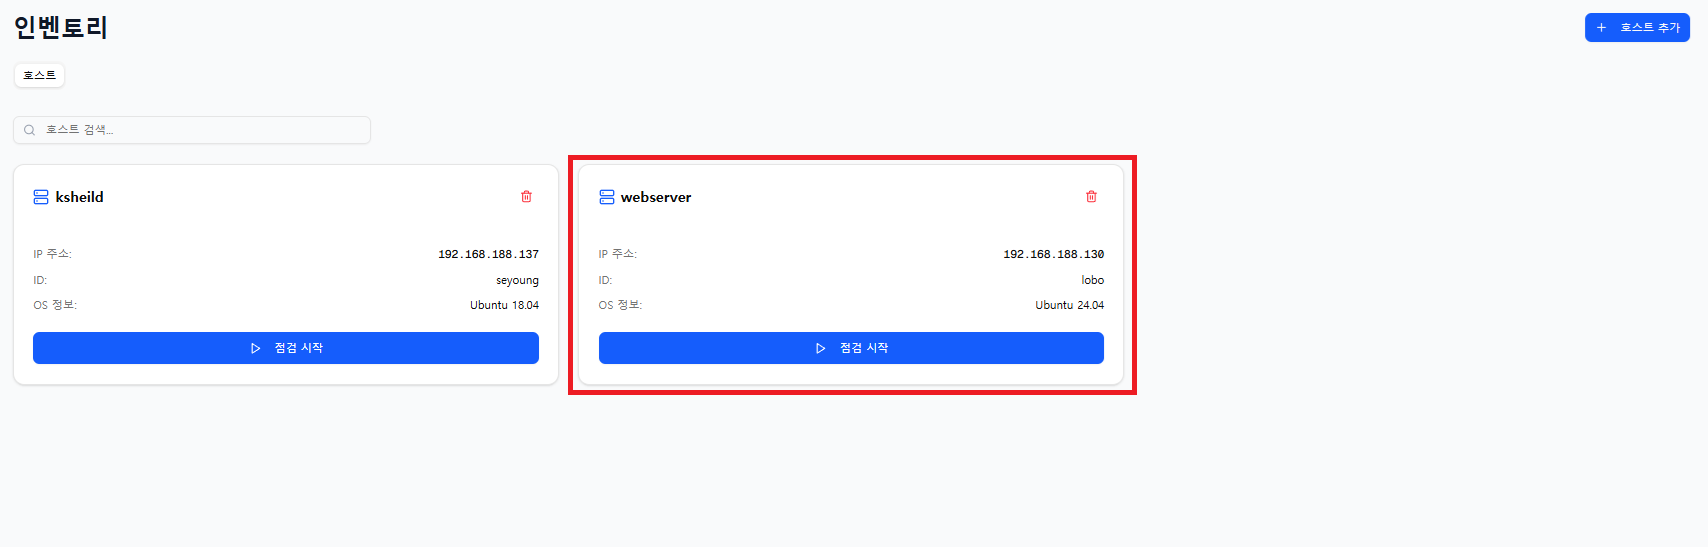 인벤토리
호스트 추가
호스트
호스트 검색...
ksheild
IP 주소: 192.168.188.137
ID: seyoung
OS 정보: Ubuntu 18.04
점검 시작
webserver
IP 주소: 192.168.188.130
ID: lobo
OS 정보: Ubuntu 24.04
점검 시작